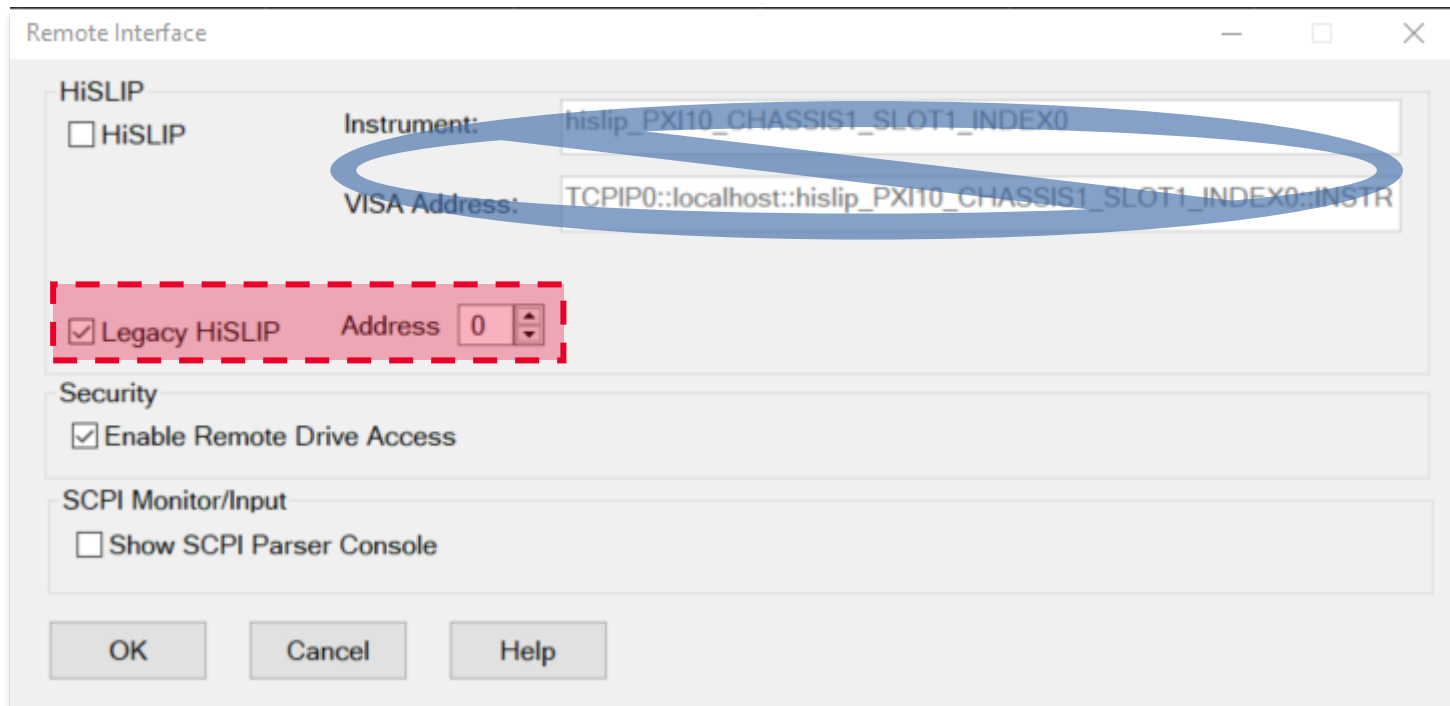 Remote Interface
HiSLIP
HiSLIP
Instrument:
hislip_PXI10_CHASSIS1_SLOT1_INDEX0
VISA Address:
TCPIP0::localhost::hislip_PXI10_CHASSIS1_SLOT1_INDEX0::INSTR
Legacy HiSLIP
Address
0
Security
Enable Remote Drive Access
SCPI Monitor/Input
Show SCPI Parser Console
OK
Cancel
Help